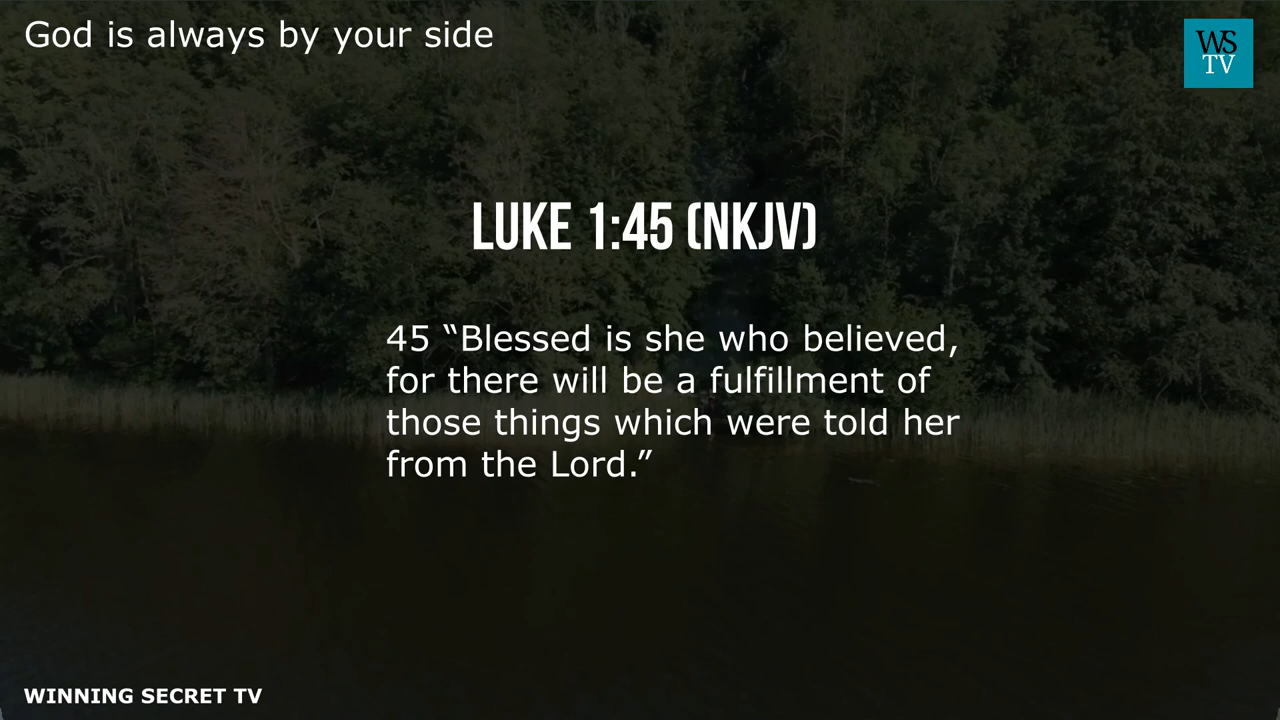 God is always by your side
WS
TV
LUKE 1:45 (NKJV)
45 “Blessed is she who believed,
for there will be a fulfillment of
those things which were told her
from the Lord.”
WINNING SECRET TV